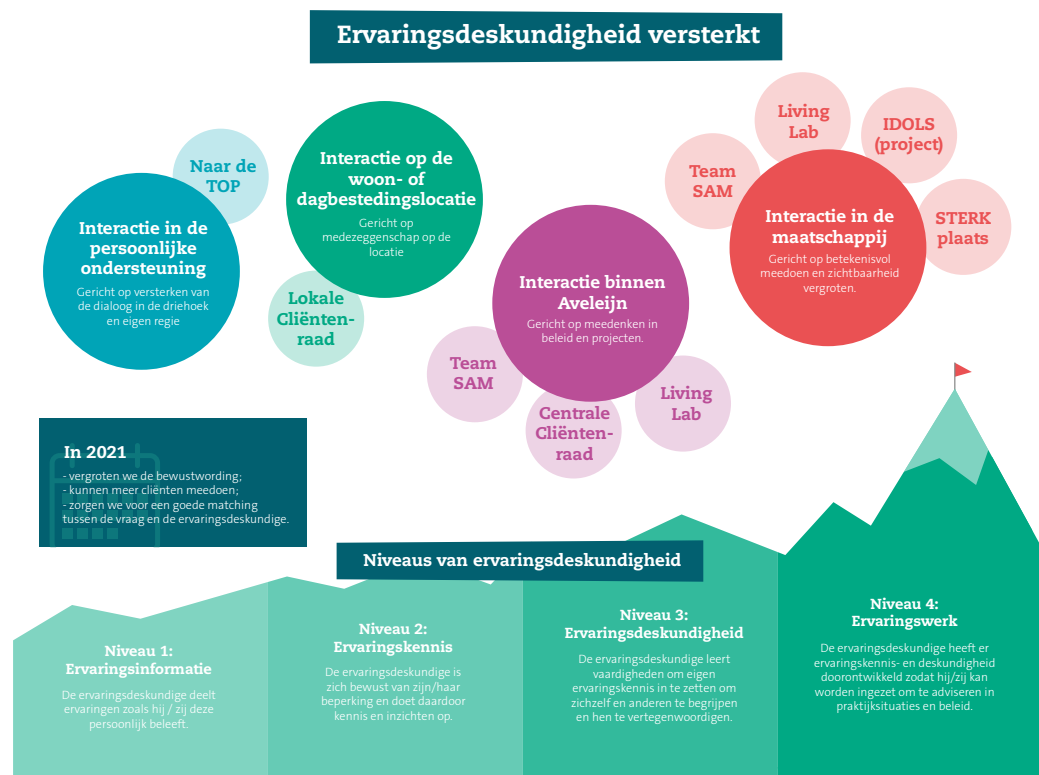 Ervaringsdeskundigheid versterkt
Naar de
TOP
Interactie in de
persoonlijke
ondersteuning
Gericht op versterken van
de dialoog in de driehoek
en eigen regie
Interactie op de
woon- of
dagbestedingslocatie
Gericht op
medezeggenschap op de
locatie
Lokale
Cliënten-
raad
Interactie binnen
Aveleijn
Gericht op meedenken in
beleid en projecten.
Team
SAM
Centrale
Cliënten-
raad
Living
Lab
Team
SAM
Living
Lab
IDOLS
(project)
STERK
plaats
Interactie in de
maatschappij
Gericht op betekenisvol
meedoen en zichtbaarheid
vergroten.
In 2021
- vergroten we de bewustwording;
- kunnen meer cliënten meedoen;
- zorgen we voor een goede matching
tussen de vraag en de ervaringsdeskundige.
Niveaus van ervaringsdeskundigheid
Niveau 1:
Ervaringsinformatie
De ervaringsdeskundige deelt
ervaringen zoals hij / zij deze
persoonlijk beleeft.
Niveau 2:
Ervaringskennis
De ervaringsdeskundige is
zich bewust van zijn/haar
beperking en doet daardoor
kennis en inzichten op.
Niveau 3:
Ervaringsdeskundigheid
De ervaringsdeskundige leert
vaardigheden om eigen
ervaringskennis in te zetten om
zichzelf en anderen te begrijpen
en hen te vertegenwoordigen.
Niveau 4:
Ervaringswerk
De ervaringsdeskundige heeft er
ervaringskennis- en deskundigheid
doorontwikkeld zodat hij/zij kan
worden ingezet om te adviseren in
praktijksituaties en beleid.